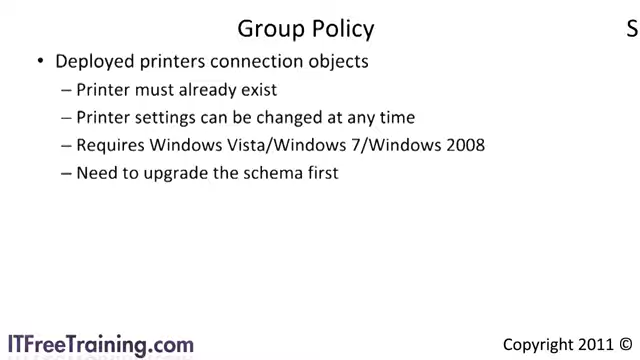 Group Policy
S
• Deployed printers connection objects
– Printer must already exist
– Printer settings can be changed at any time
– Requires Windows Vista/Windows 7/Windows 2008
– Need to upgrade the schema first
ITFreeTraining.com
Copyright 2011 ©